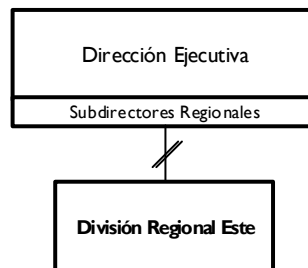 Dirección Ejecutiva
Subdirectores Regionales
División Regional Este